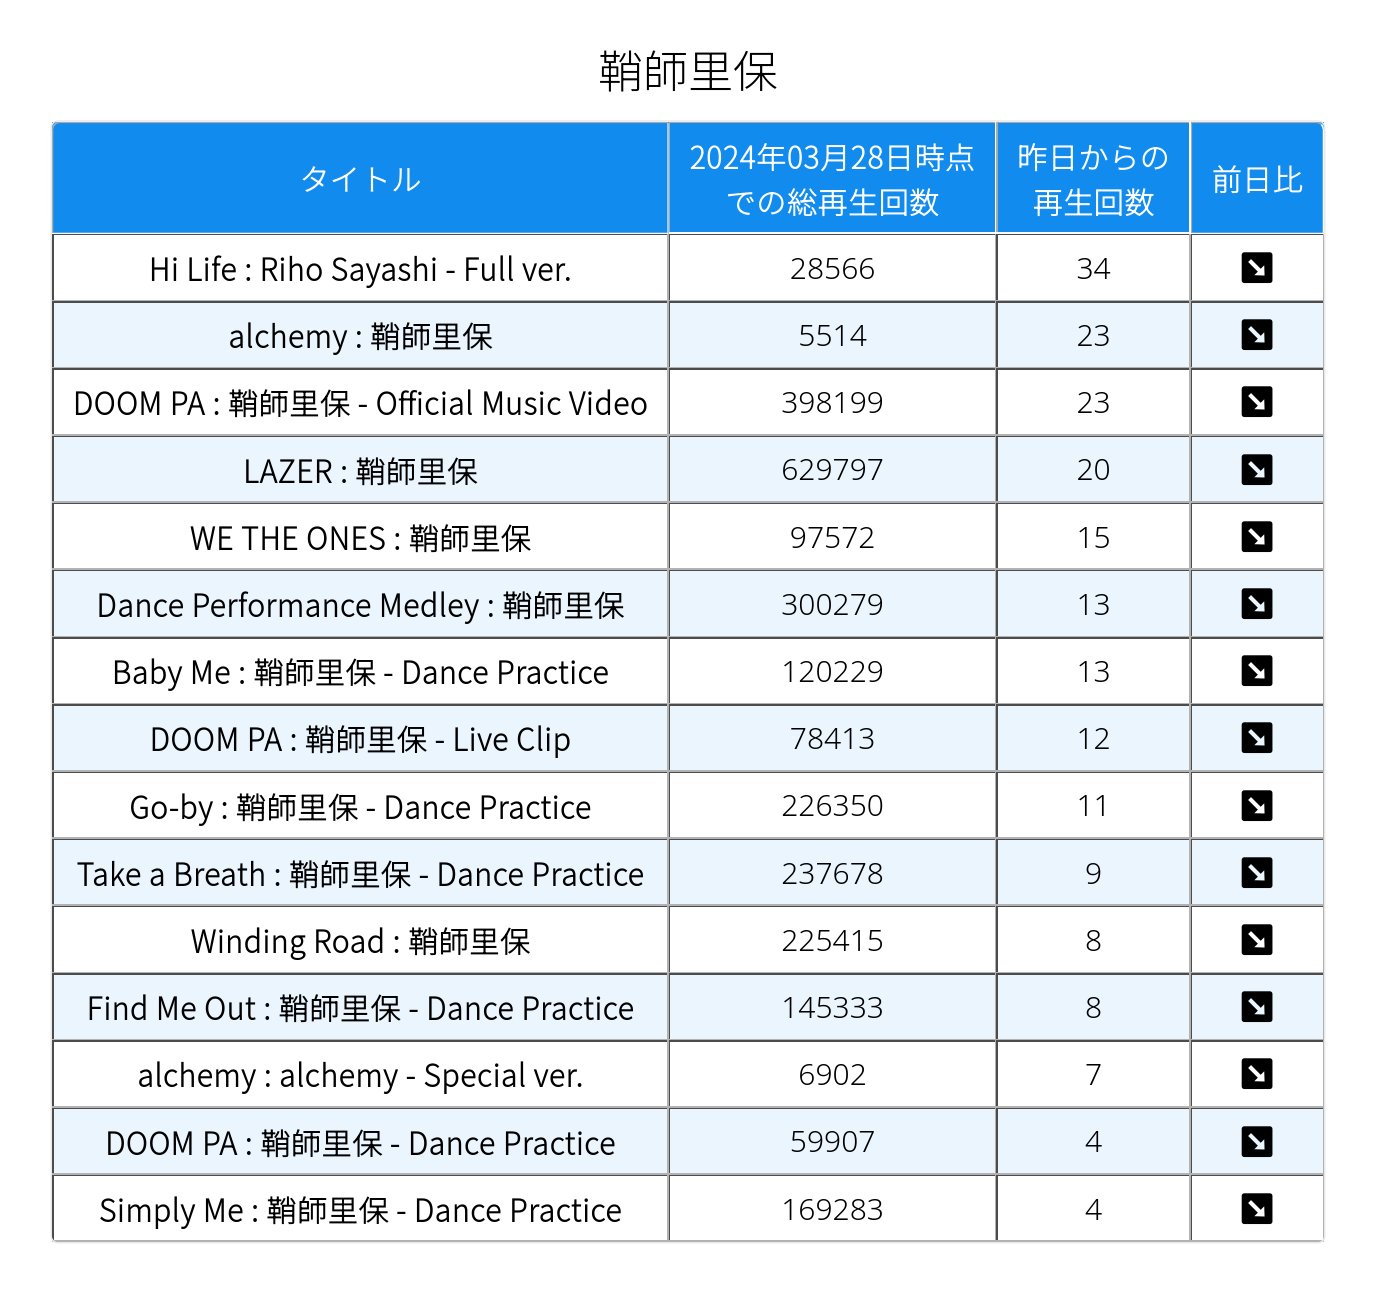 鞘師里保
タイトル
2024年03月28日時点
での総再生回数
昨日からの
再生回数
前日比
Hi Life : Riho Sayashi - Full ver. 28566 34
alchemy : 鞘師里保 5514 23
DOOM PA : 鞘師里保 - Official Music Video 398199 23
LAZER : 鞘師里保 629797 20
WE THE ONES : 鞘師里保 97572 15
Dance Performance Medley : 鞘師里保 300279 13
Baby Me : 鞘師里保 - Dance Practice 120229 13
DOOM PA : 鞘師里保 - Live Clip 78413 12
Go-by : 鞘師里保 - Dance Practice 226350 11
Take a Breath : 鞘師里保 - Dance Practice 237678 9
Winding Road : 鞘師里保 225415 8
Find Me Out : 鞘師里保 - Dance Practice 145333 8
alchemy : alchemy - Special ver. 6902 7
DOOM PA : 鞘師里保 - Dance Practice 59907 4
Simply Me : 鞘師里保 - Dance Practice 169283 4